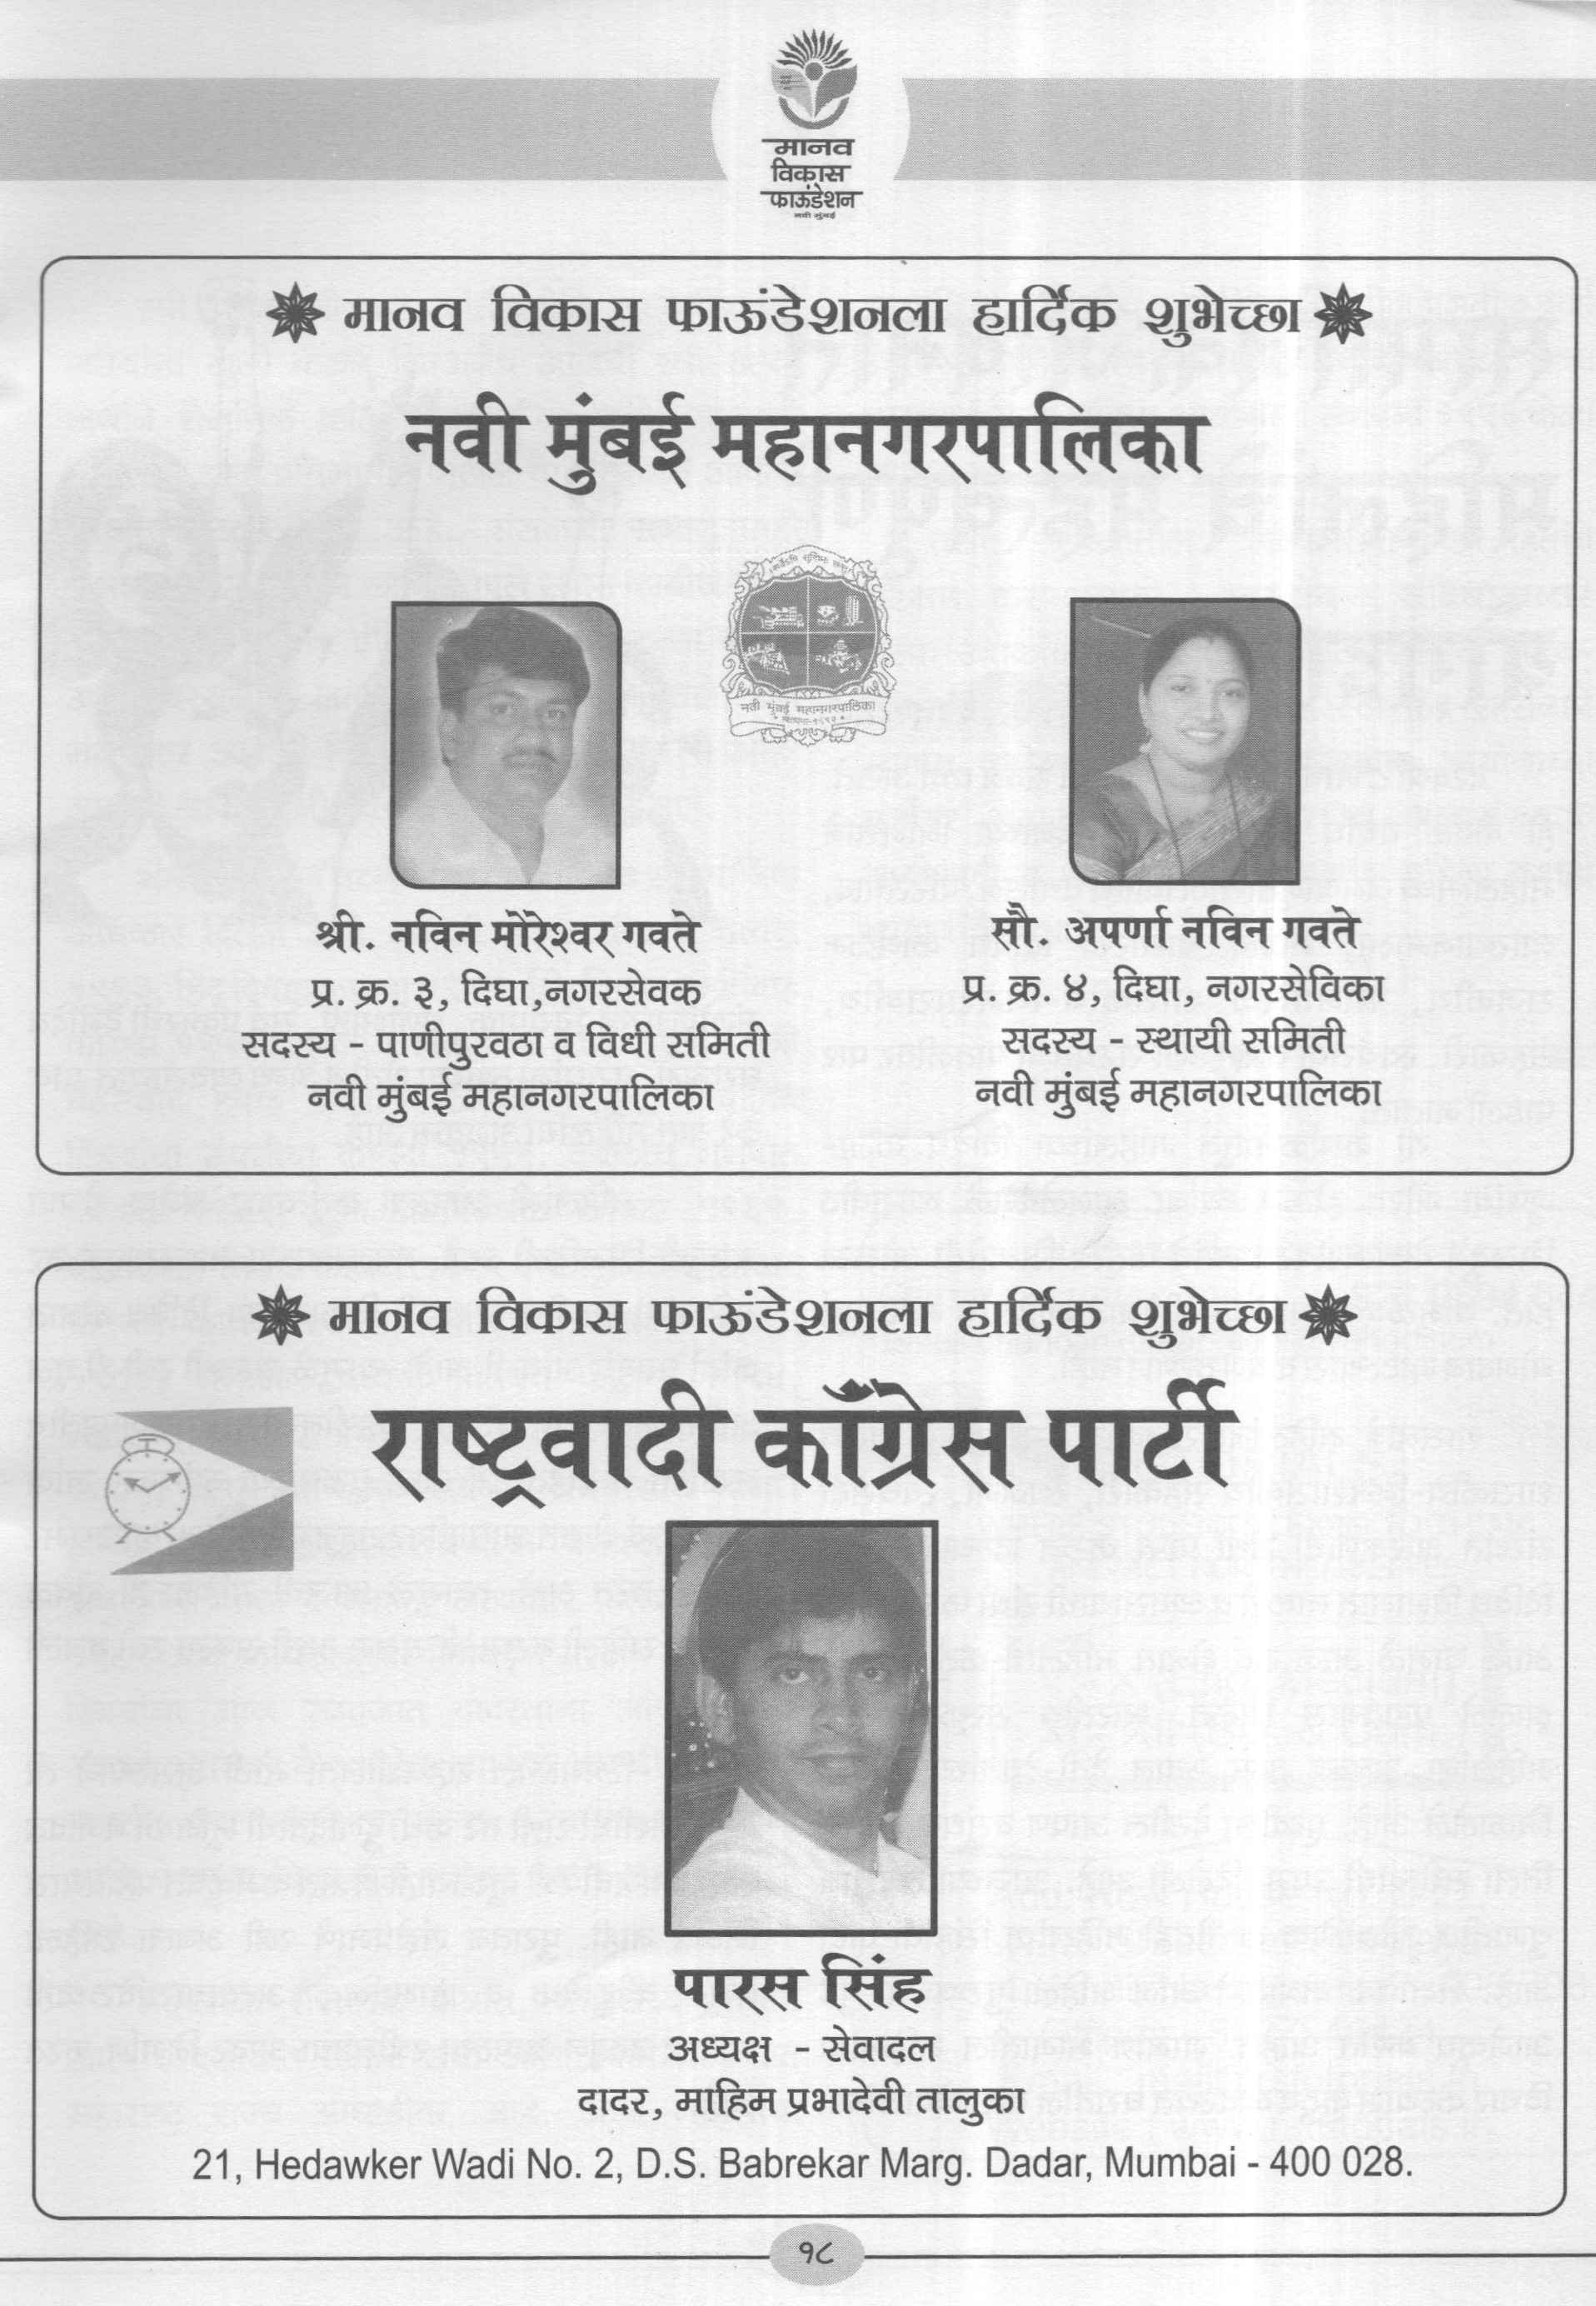 मानव
विकास
फाऊंडेशन
नवी मुंबई
मानव विकास फाऊंडेशनला हार्दिक शुभेच्छा
नवी मुंबई महानगरपालिका
नवी मुंबई महानगरपालिका
स्थापना-१९९२
श्री. नविन मोरेश्वर गवते
प्र. क्र. ३, दिघा,नगरसेवक
सदस्य - पाणीपुरवठा व विधी समिती
नवी मुंबई महानगरपालिका
सौ. अपर्णा नविन गवते
प्र. क्र. ४, दिघा, नगरसेविका
सदस्य - स्थायी समिती
नवी मुंबई महानगरपालिका
मानव विकास फाऊंडेशनला हार्दिक शुभेच्छा
राष्ट्रवादी काँग्रेस पार्टी
पारस सिंह
अध्यक्ष - सेवादल
दादर, माहिम प्रभादेवी तालुका
21, Hedawker Wadi No. 2, D.S. Babrekar Marg. Dadar, Mumbai - 400 028.
१८